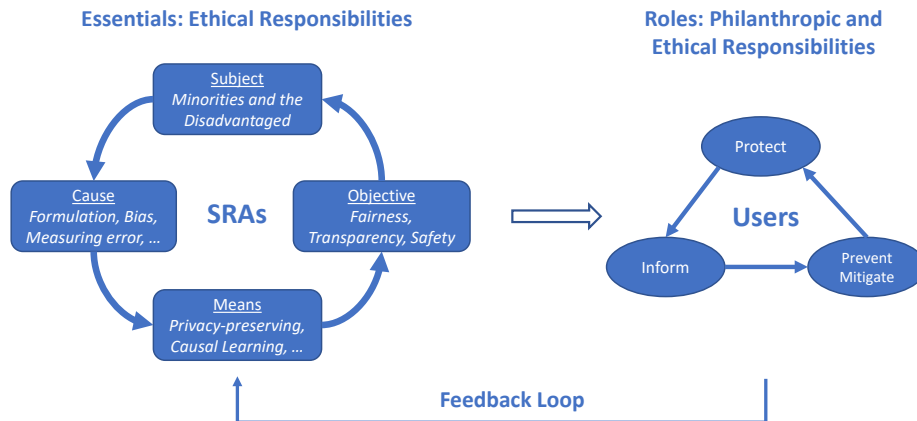 Essentials: Ethical Responsibilities
Roles: Philanthropic and
Ethical Responsibilities
Subject
Minorities and the
Disadvantaged
Cause
Formulation, Bias,
Measuring error, ...
SRAs
Objective
Fairness,
Transparency, Safety
Means
Privacy-preserving,
Causal Learning, ...
Protect
Users
Inform
Prevent
Mitigate
Feedback Loop